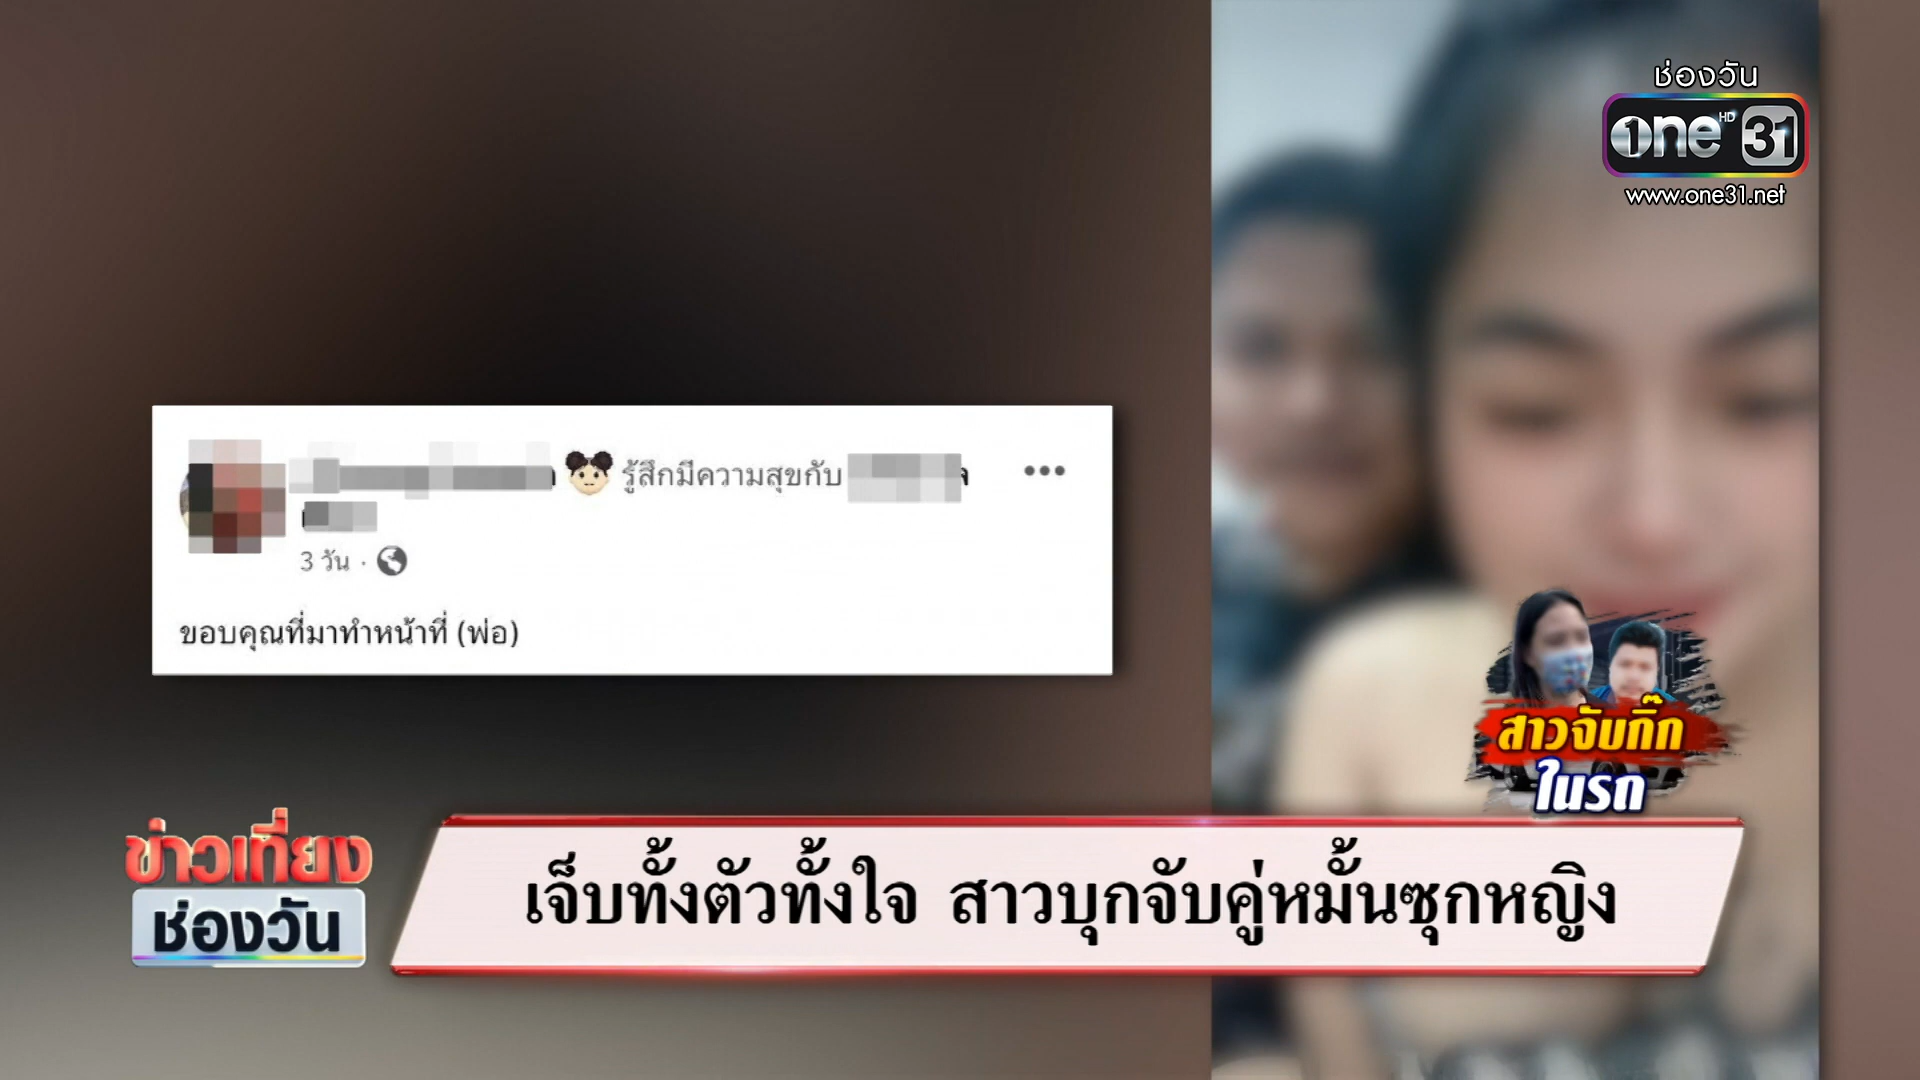 ช่องวัน
one HD 31
www.one31.net
รู้สึกมีความสุขกับ
3 วัน ·
ขอบคุณที่มาทำหน้าที่ (พ่อ)
สาวจับกิ๊ก
ในรถ
ข่าวเที่ยง
ช่องวัน
เจ็บทั้งตัวทั้งใจ สาวบุกจับคู่หมั้นซุกหญิง